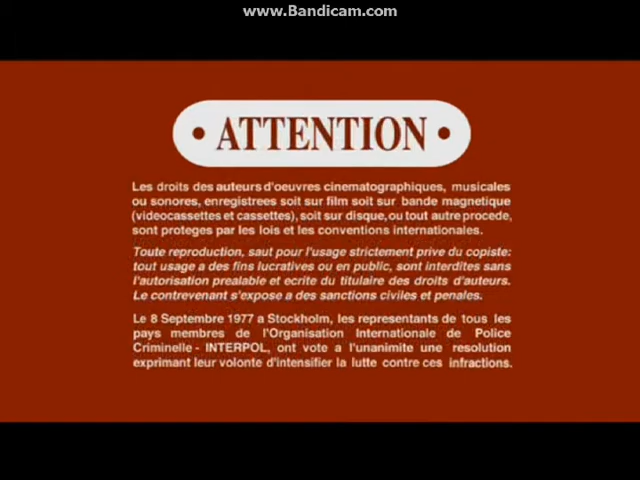 www.Bandicam.com
• ATTENTION •
Les droits des auteurs d'oeuvres cinematographiques, musicales
ou sonores, enregistrees soit sur film soit sur bande magnetique
(videocassettes et cassettes), soit sur disque, ou tout autre procede,
sont proteges par les lois et les conventions internationales.
Toute reproduction, saut pour l'usage strictement prive du copiste:
tout usage a des fins lucratives ou en public, sont interdites sans
l'autorisation prealable et ecrite du titulaire des droits d'auteurs.
Le contrevenant s'expose a des sanctions civiles et penales.
Le 8 Septembre 1977 a Stockholm, les representants de tous les
pays membres de l'Organisation Internationale de Police
Criminelle - INTERPOL, ont vote a l'unanimite une resolution
exprimant leur volonte d'intensifier la lutte contre ces infractions.